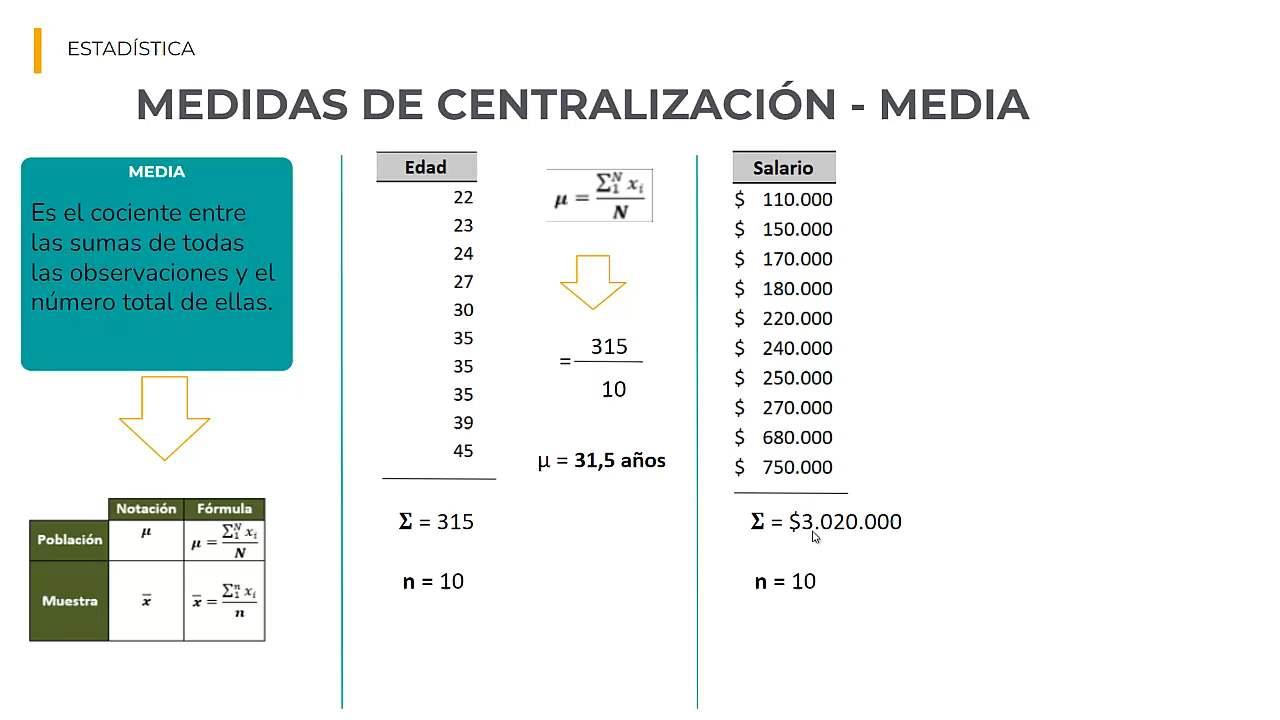 ESTADÍSTICA
MEDIDAS DE CENTRALIZACIÓN - MEDIA
MEDIA
Es el cociente entre
las sumas de todas
las observaciones y el
número total de ellas.
Notación Fórmula
Población μ μ = ∑₁ᴺ xᵢ / N
Muestra x̄ x̄ = ∑₁ⁿ xᵢ / n
Edad
22
23
24
27
30
35
35
35
39
45
Σ = 315
n = 10
μ = ∑₁ᴺ xᵢ / N
= 315
10
μ = 31,5 años
Salario
$ 110.000
$ 150.000
$ 170.000
$ 180.000
$ 220.000
$ 240.000
$ 250.000
$ 270.000
$ 680.000
$ 750.000
Σ = $3.020.000
n = 10